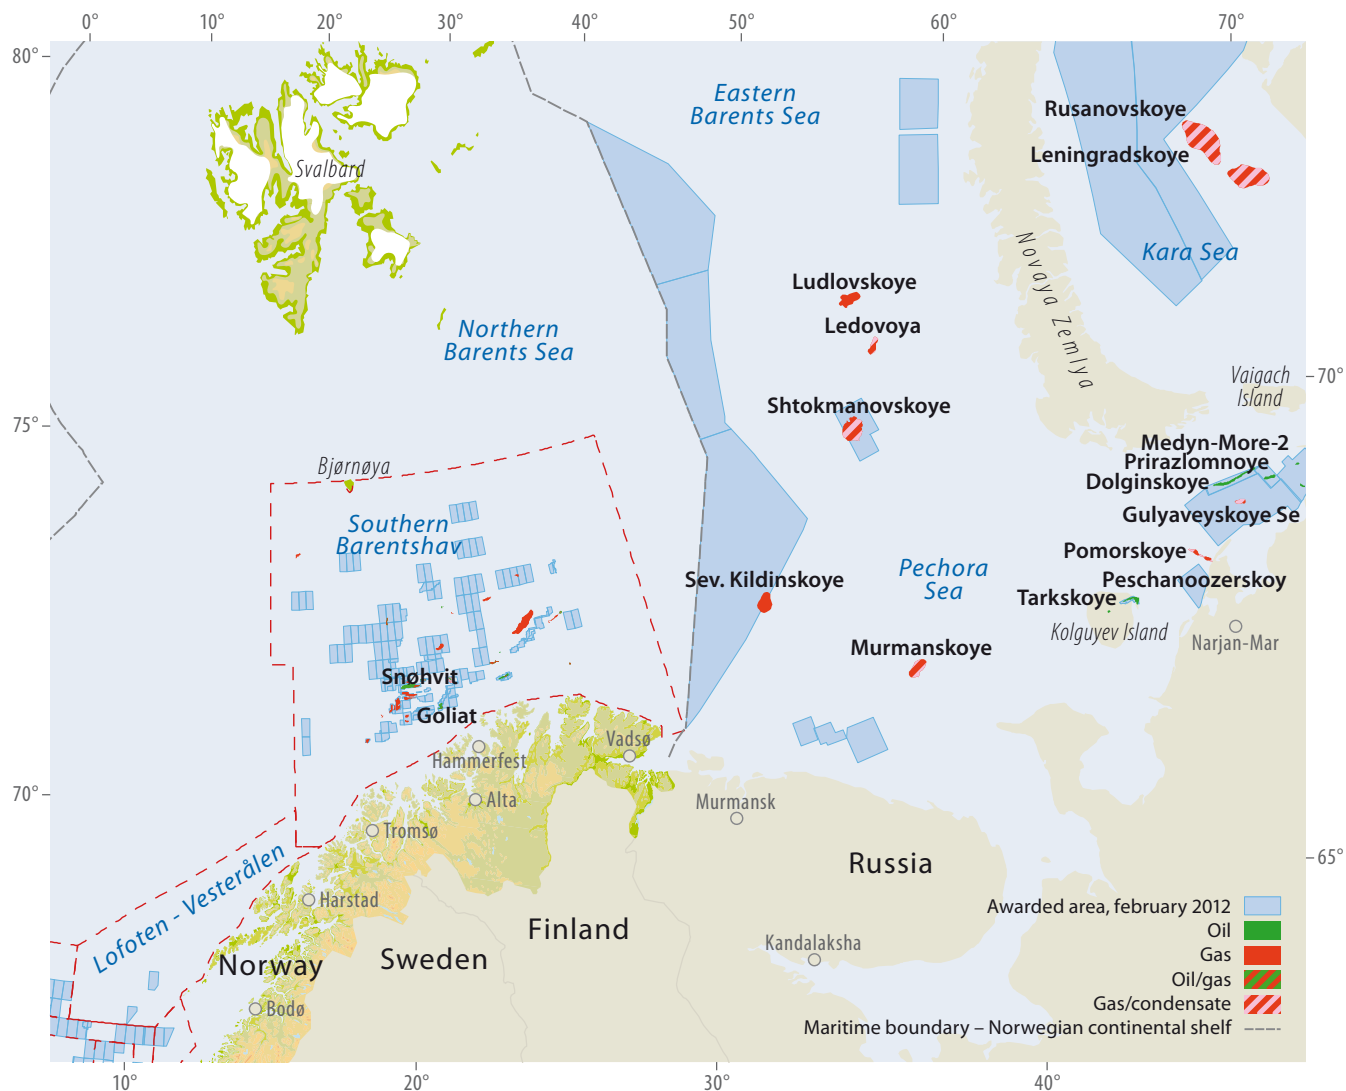 0° 10° 20° 30° 40° 50° 60° 70°
80°
Eastern
Barents Sea
Rusanovskoye
Leningradskoye
Svalbard
Novaya Zemlya
Kara Sea
Ludlovskoye
Ledovoya
Northern
Barents Sea
70°
Vaigach
Island
Shtokmanovskoye
75°
Medyn-More-2
Prirazlomnoye
Dolginskoye
Bjørnøya
Gulyaveyskoye Se
Southern
Barentshav
Pomorskoye
Pechora
Sea
Sev. Kildinskoye
Peschanoozerskoy
Tarkskoye
Kolguyev Island
Narjan-Mar
Murmanskoye
Snøhvit
Goliat
Vadsø
Hammerfest
70°
Alta
Murmansk
Tromsø
65°
Russia
Lofoten - Vesterålen
Harstad
Finland
Sweden
Norway
Kandalaksha
Bodø
Awarded area, february 2012
Oil
Gas
Oil/gas
Gas/condensate
Maritime boundary – Norwegian continental shelf
10° 20° 30° 40°